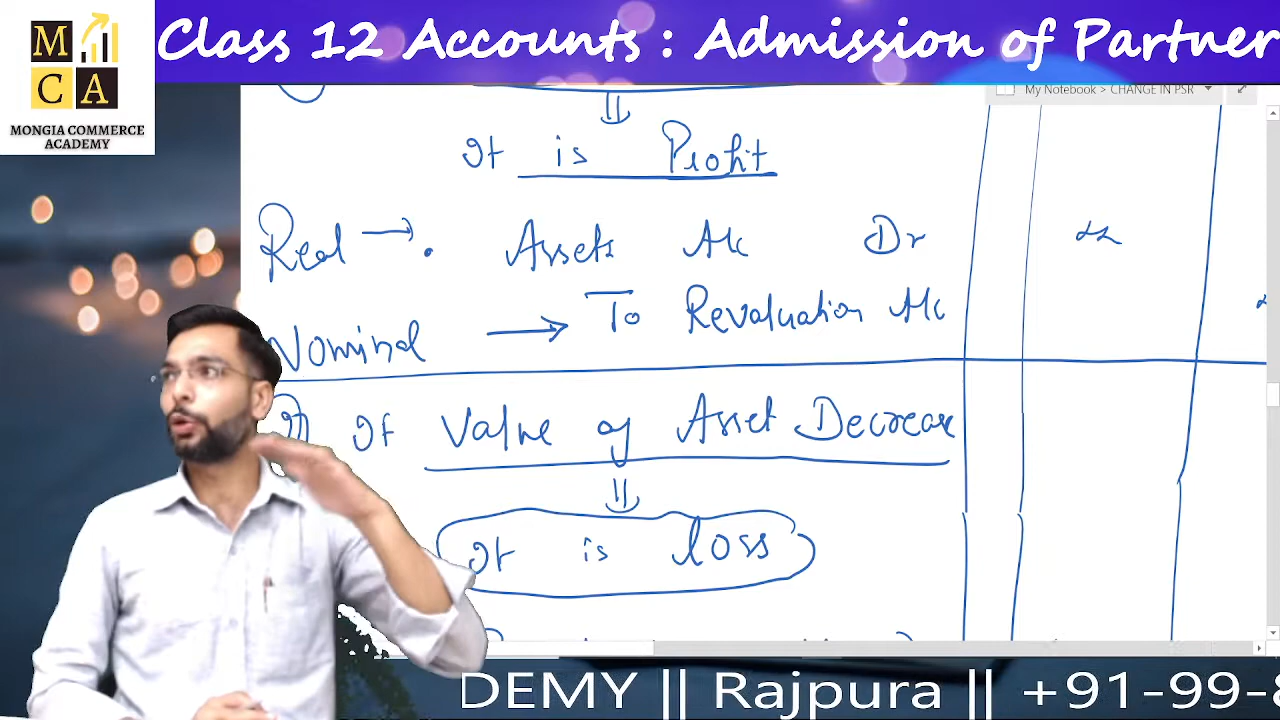 Class 12 Accounts : Admission of Partner
M
C A
MONGIA COMMERCE
ACADEMY
My Notebook > CHANGE IN PSR
It is Profit
Real → Assets A/c Dr
Nominal → To Revaluation A/c
If Value of Asset Decrease
It is loss
DEMY || Rajpura || +91-99-8